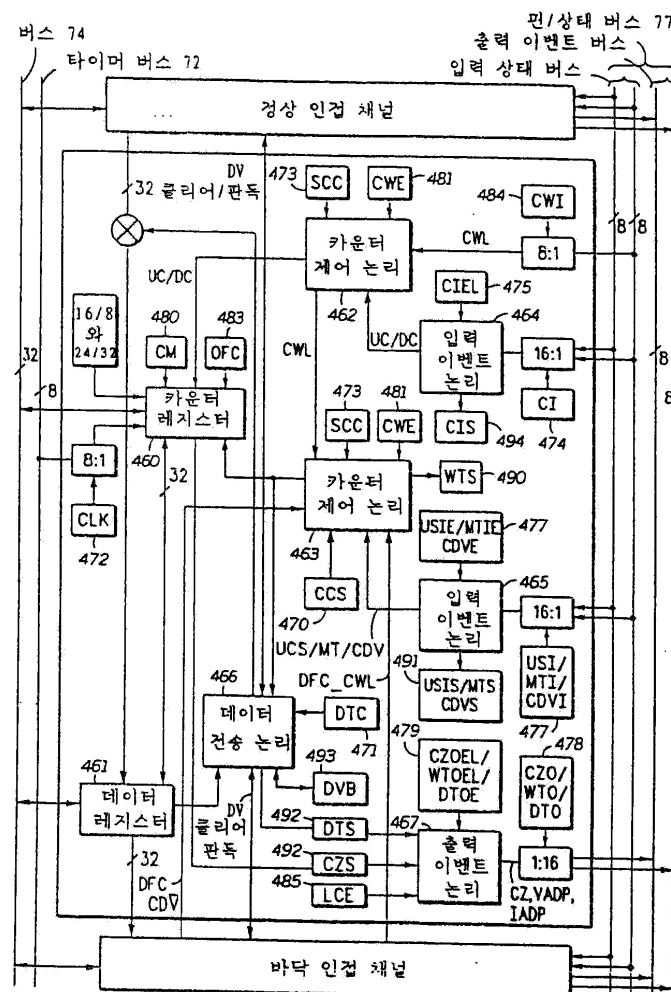 버스 74
타이머 버스 72
핀/상태 버스 77
출력 이벤트 버스
입력 상태 버스
정상 인접 채널
...
32
DV
클리어/판독
473
SCC
CWE
481
484
CWI
8
8
카운터
제어 논리
462
CWL
8:1
UC/DC
CIEL
475
464
16/8
와
24/32
480
CM
483
OFC
CWL
UC/DC
입력
이벤트
논리
16:1
32
8
카운터
레지스터
460
473
SCC
481
CWE
CIS
494
CI
474
8
8
8:1
32
카운터
제어 논리
463
WTS
490
CLK
472
USIE/MTIE
CDVE
477
CCS
470
465
입력
이벤트
논리
16:1
UCS/MT/CDV
491
USIS/MTS
CDVS
USI/
MTI/
CDVI
477
DFC_CWL
466
데이터
전송 논리
DTC
471
479
CZOEL/
WTOEL/
DTOE
478
CZO/
WTO/
DTO
461
데이터
레지스터
493
DVB
DV
클리어
판독
492
DTS
467
출력
이벤트
논리
1:16
492
CZS
32
DFC
CDV
485
LCE
CZ,VADP,
IADP
바닥 인접 채널